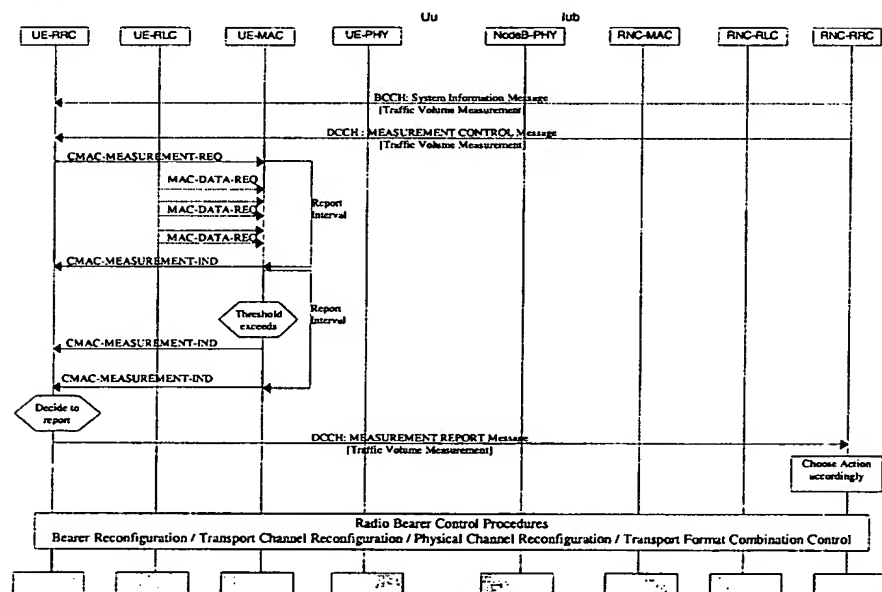 Uu Iub
UE-RRC UE-RLC UE-MAC UE-PHY NodeB-PHY RNC-MAC RNC-RLC RNC-RRC
BCCH: System Information Message
[Traffic Volume Measurement]
DCCH : MEASUREMENT CONTROL Message
[Traffic Volume Measurement]
CMAC-MEASUREMENT-REQ
MAC-DATA-REQ
Report
Interval
MAC-DATA-REQ
MAC-DATA-REQ
CMAC-MEASUREMENT-IND
Threshold
exceeds
Report
Interval
CMAC-MEASUREMENT-IND
CMAC-MEASUREMENT-IND
Decide to
report
DCCH: MEASUREMENT REPORT Message
[Traffic Volume Measurement]
Choose Action
accordingly
Radio Bearer Control Procedures
Bearer Reconfiguration / Transport Channel Reconfiguration / Physical Channel Reconfiguration / Transport Format Combination Control